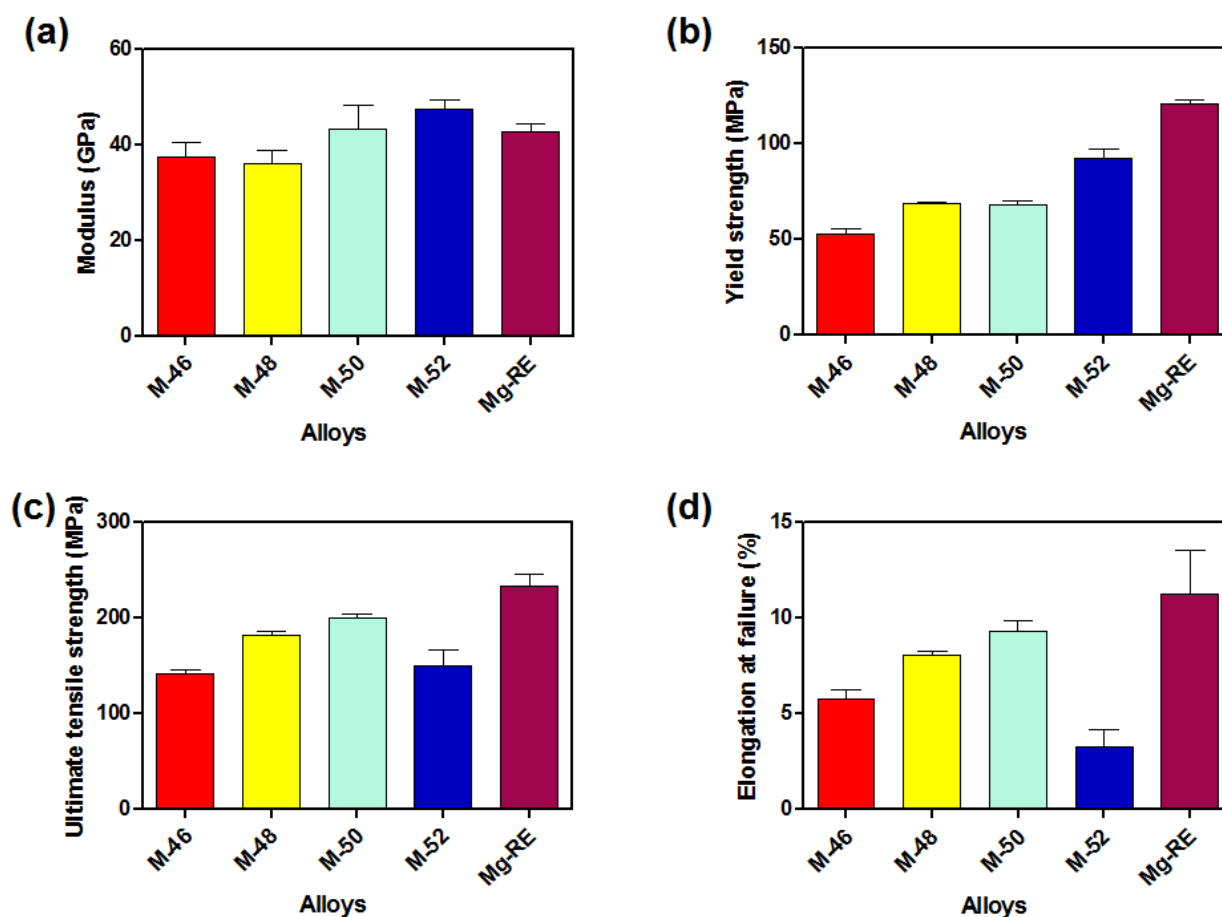 (a)
Modulus (GPa)
60
40
20
0
M-46
M-48
M-50
M-52
Mg-RE
Alloys
(b)
Yield strength (MPa)
150
100
50
0
M-46
M-48
M-50
M-52
Mg-RE
Alloys
(c)
Ultimate tensile strength (MPa)
300
200
100
0
M-46
M-48
M-50
M-52
Mg-RE
Alloys
(d)
Elongation at failure (%)
15
10
5
0
M-46
M-48
M-50
M-52
Mg-RE
Alloys